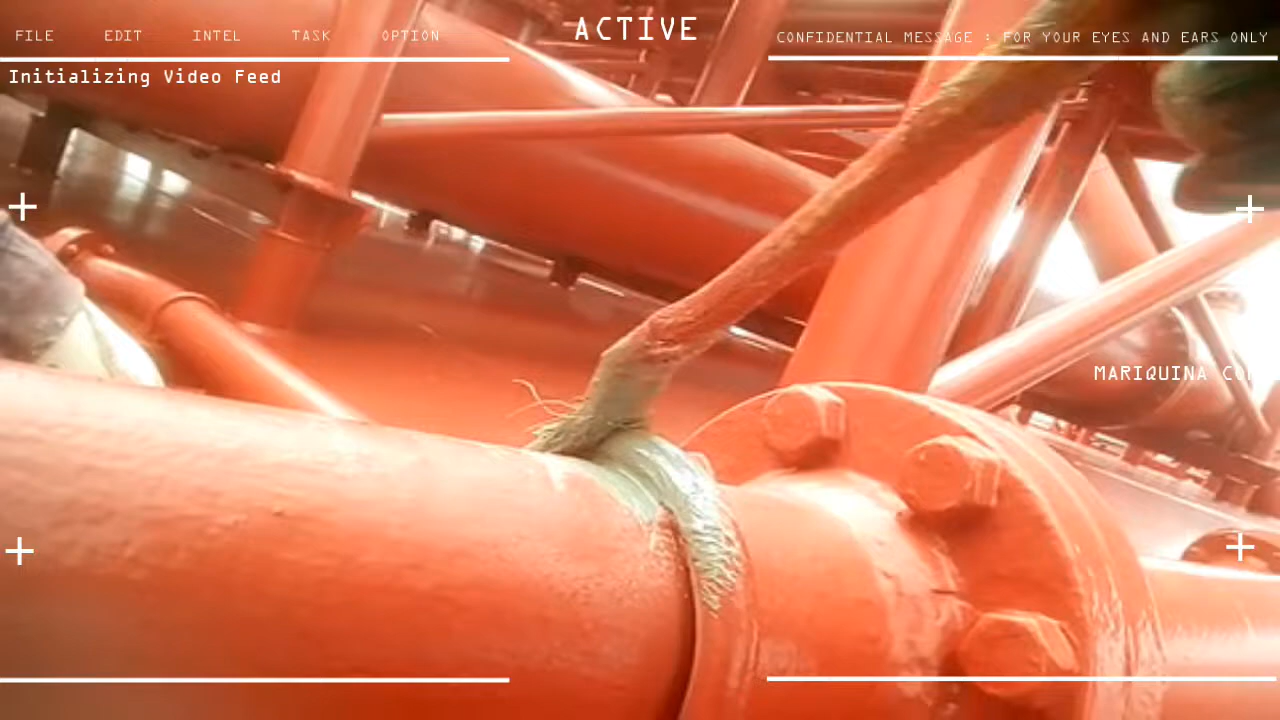 ACTIVE
FILE EDIT INTEL TASK OPTION
CONFIDENTIAL MESSAGE : FOR YOUR EYES AND EARS ONLY
Initializing Video Feed
MARIQUINA